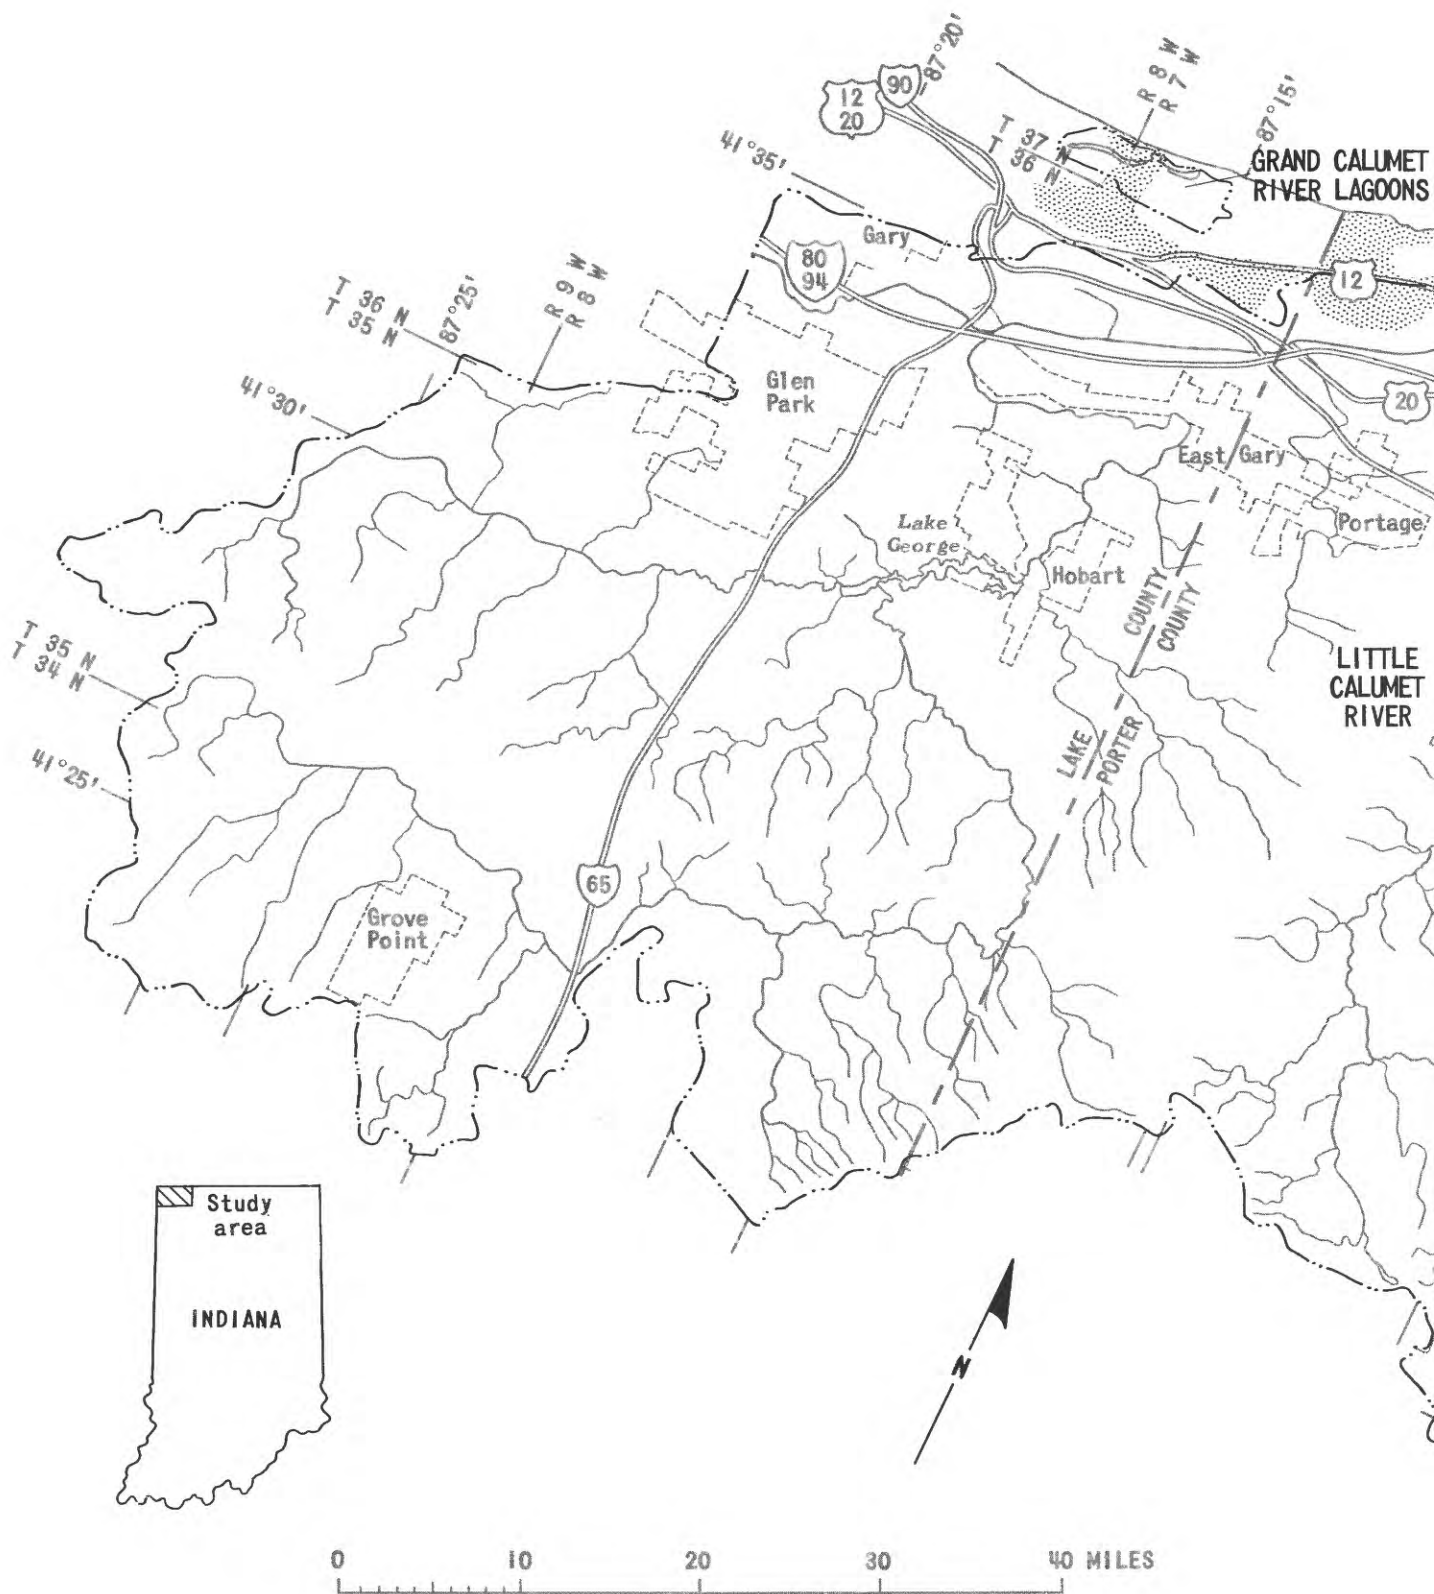 87°20'
R 8 W
R 7 W
87°15'
90
12
20
41°35'
T 37 N
T 36 N
GRAND CALUMET
RIVER LAGOONS
Gary
80
94
12
R 9 W
R 8 W
T 36 N
T 35 N
87°25'
41°30'
Glen
Park
20
East Gary
Portage
Lake
George
Hobart
COUNTY
COUNTY
T 35 N
T 34 N
LITTLE
CALUMET
RIVER
LAKE
PORTER
41°25'
65
Grove
Point
Study
area
INDIANA
N
0 10 20 30 40 MILES